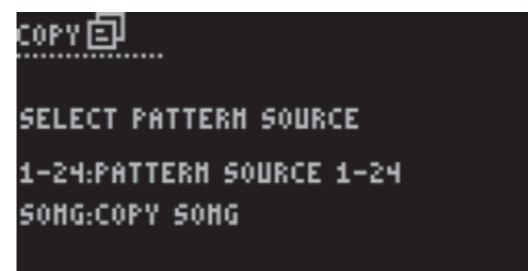 COPY
SELECT PATTERN SOURCE
1-24:PATTERN SOURCE 1-24
SONG:COPY SONG